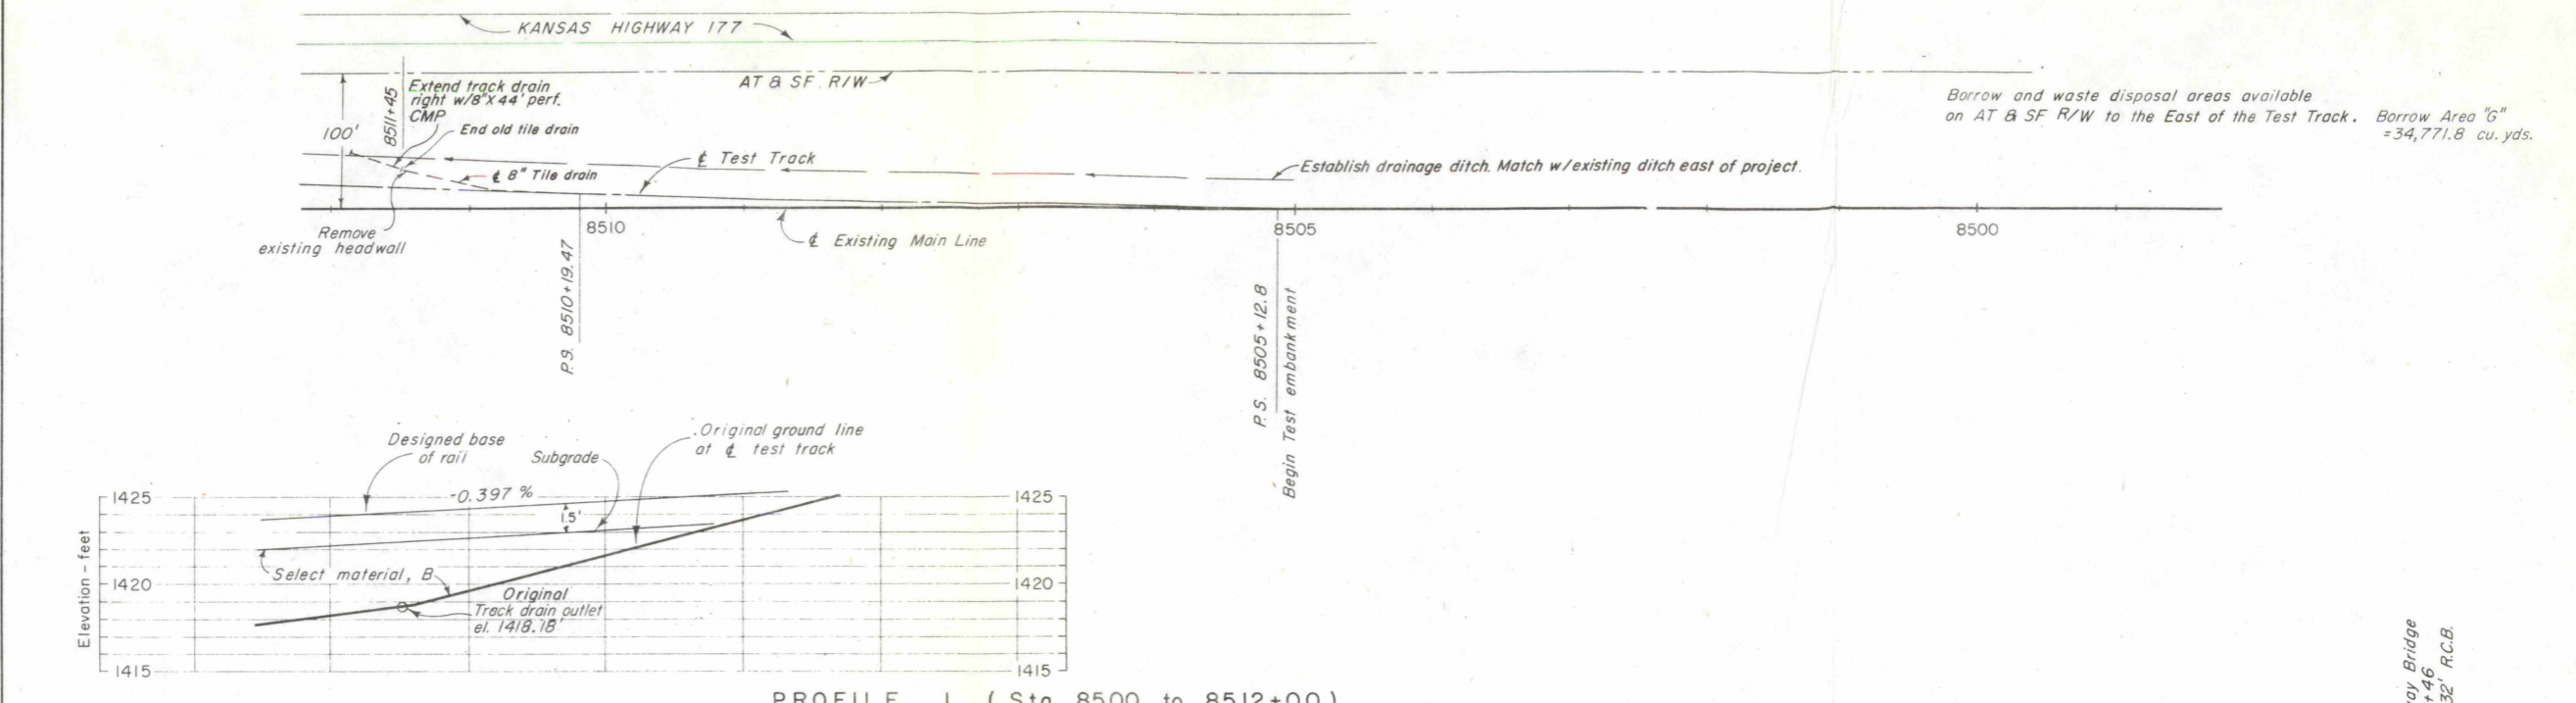 KANSAS HIGHWAY 177
AT & SF R/W
8511+45
Extend track drain
right w/8"X 44' perf.
CMP
100'
End old tile drain
℄ Test Track
℄ 8" Tile drain
Establish drainage ditch. Match w/existing ditch east of project.
Borrow and waste disposal areas available
on AT & SF R/W to the East of the Test Track. Borrow Area "G"
=34,771.8 cu. yds.
Remove
existing headwall
8510
℄ Existing Main Line
8505
8500
P.S. 8510+19.47
P.S. 8505+12.8
Begin Test embankment
Designed base
of rail
Subgrade
Original ground line
at ℄ test track
Elevation - feet
1425
-0.397 %
1425
1.5'
Select material, B
1420
1420
Original
Track drain outlet
el. 1418.18'
1415
1415
PROFILE I (Sta. 8500 to 8512+00)
ay Bridge
+46
32' R.C.B.